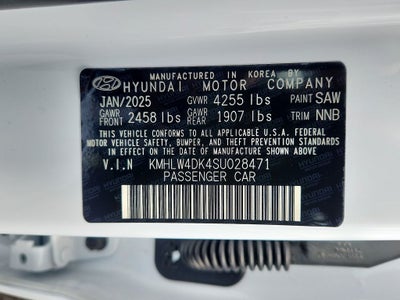 MANUFACTURED IN KOREA BY
HYUNDAI MOTOR COMPANY
JAN/2025 GVWR 4255 lbs PAINT SAW
GAWR FRONT 2458 lbs GAWR REAR 1907 lbs TRIM NNB
THIS VEHICLE CONFORMS TO ALL APPLICABLE U.S.A. FEDERAL
MOTOR VEHICLE SAFETY, BUMPER, AND THEFT PREVENTION
STANDARDS IN EFFECT ON THE DATE OF MANUFACTURE SHOWN ABOVE.
V.I.N KMHLW4DK4SU028471
PASSENGER CAR